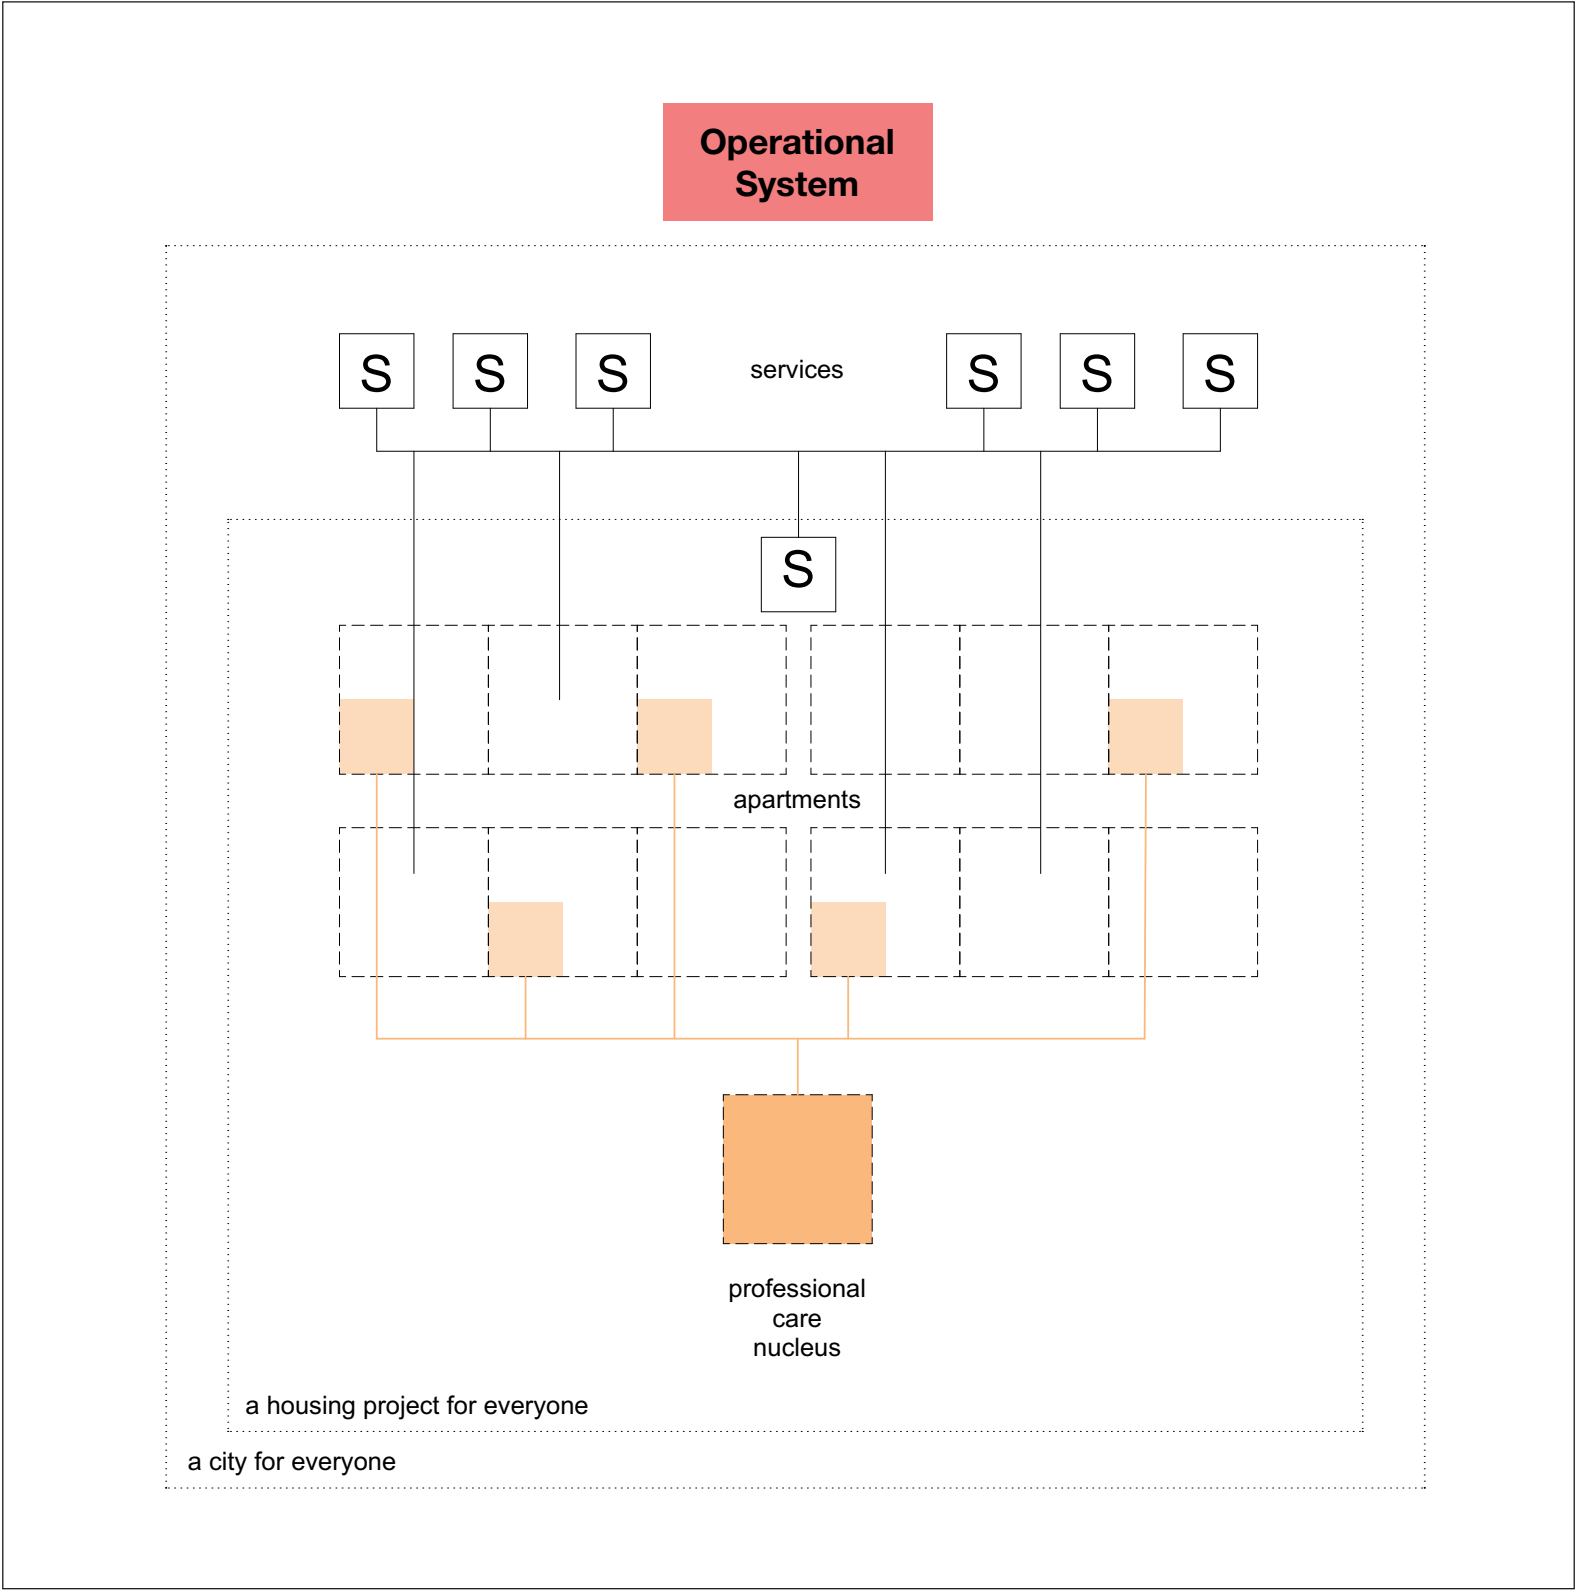 Operational
System
S S S services S S S
S
apartments
professional
care
nucleus
a housing project for everyone
a city for everyone